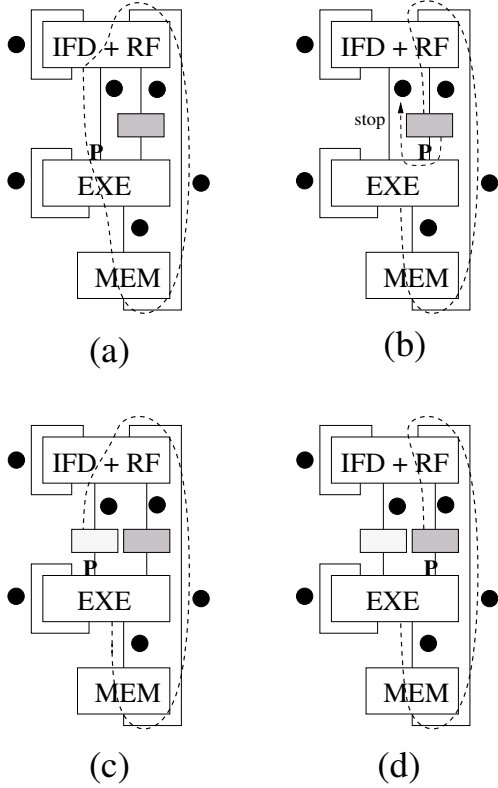 IFD + RF
P
EXE
MEM
(a)
IFD + RF
stop
P
EXE
MEM
(b)
IFD + RF
P
EXE
MEM
(c)
IFD + RF
P
EXE
MEM
(d)